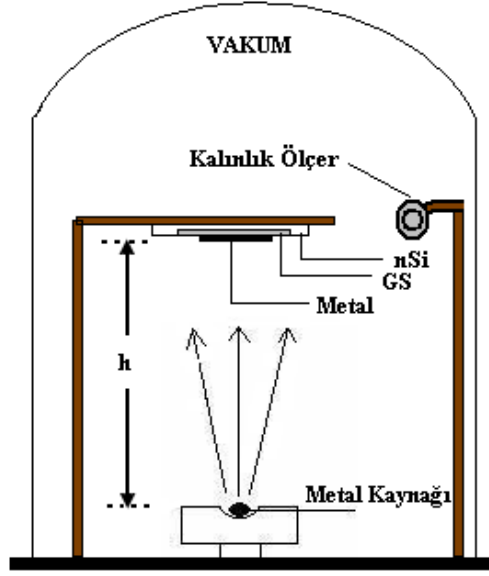 VAKUM
Kalınlık Ölçer
nSi
GS
Metal
h
Metal Kaynağı